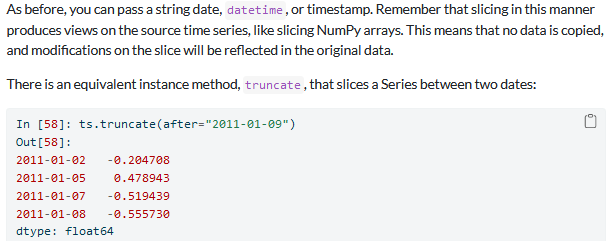 As before, you can pass a string date, datetime, or timestamp. Remember that slicing in this manner
produces views on the source time series, like slicing NumPy arrays. This means that no data is copied,
and modifications on the slice will be reflected in the original data.
There is an equivalent instance method, truncate, that slices a Series between two dates:
In [58]: ts.truncate(after="2011-01-09")
Out[58]:
2011-01-02   -0.204708
2011-01-05    0.478943
2011-01-07   -0.519439
2011-01-08   -0.555730
dtype: float64